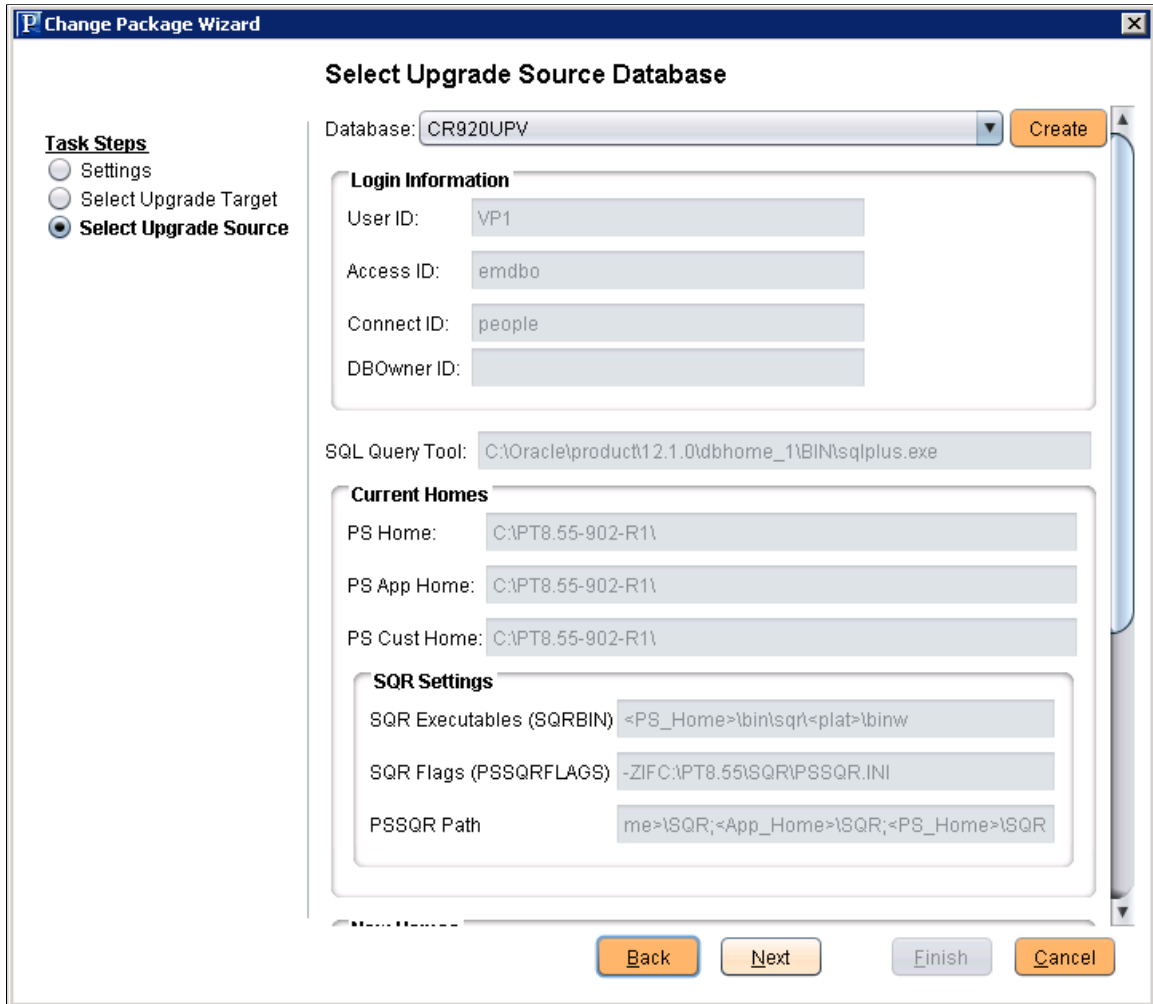 Change Package Wizard
Select Upgrade Source Database
Task Steps
Settings
Select Upgrade Target
Select Upgrade Source
Database: CR920UPV Create
Login Information
User ID: VP1
Access ID: emdbo
Connect ID: people
DBOwner ID:
SQL Query Tool: C:\Oracle\product\12.1.0\dbhome_1\BIN\sqlplus.exe
Current Homes
PS Home: C:\PT8.55-902-R1\
PS App Home: C:\PT8.55-902-R1\
PS Cust Home: C:\PT8.55-902-R1\
SQR Settings
SQR Executables (SQRBIN) <PS_Home>\bin\sqr\<plat>\binw
SQR Flags (PSSQRFLAGS) -ZIFC:\PT8.55\SQR\PSSQR.INI
PSSQR Path me>\SQR;<App_Home>\SQR;<PS_Home>\SQR
New Homes
Back Next Finish Cancel